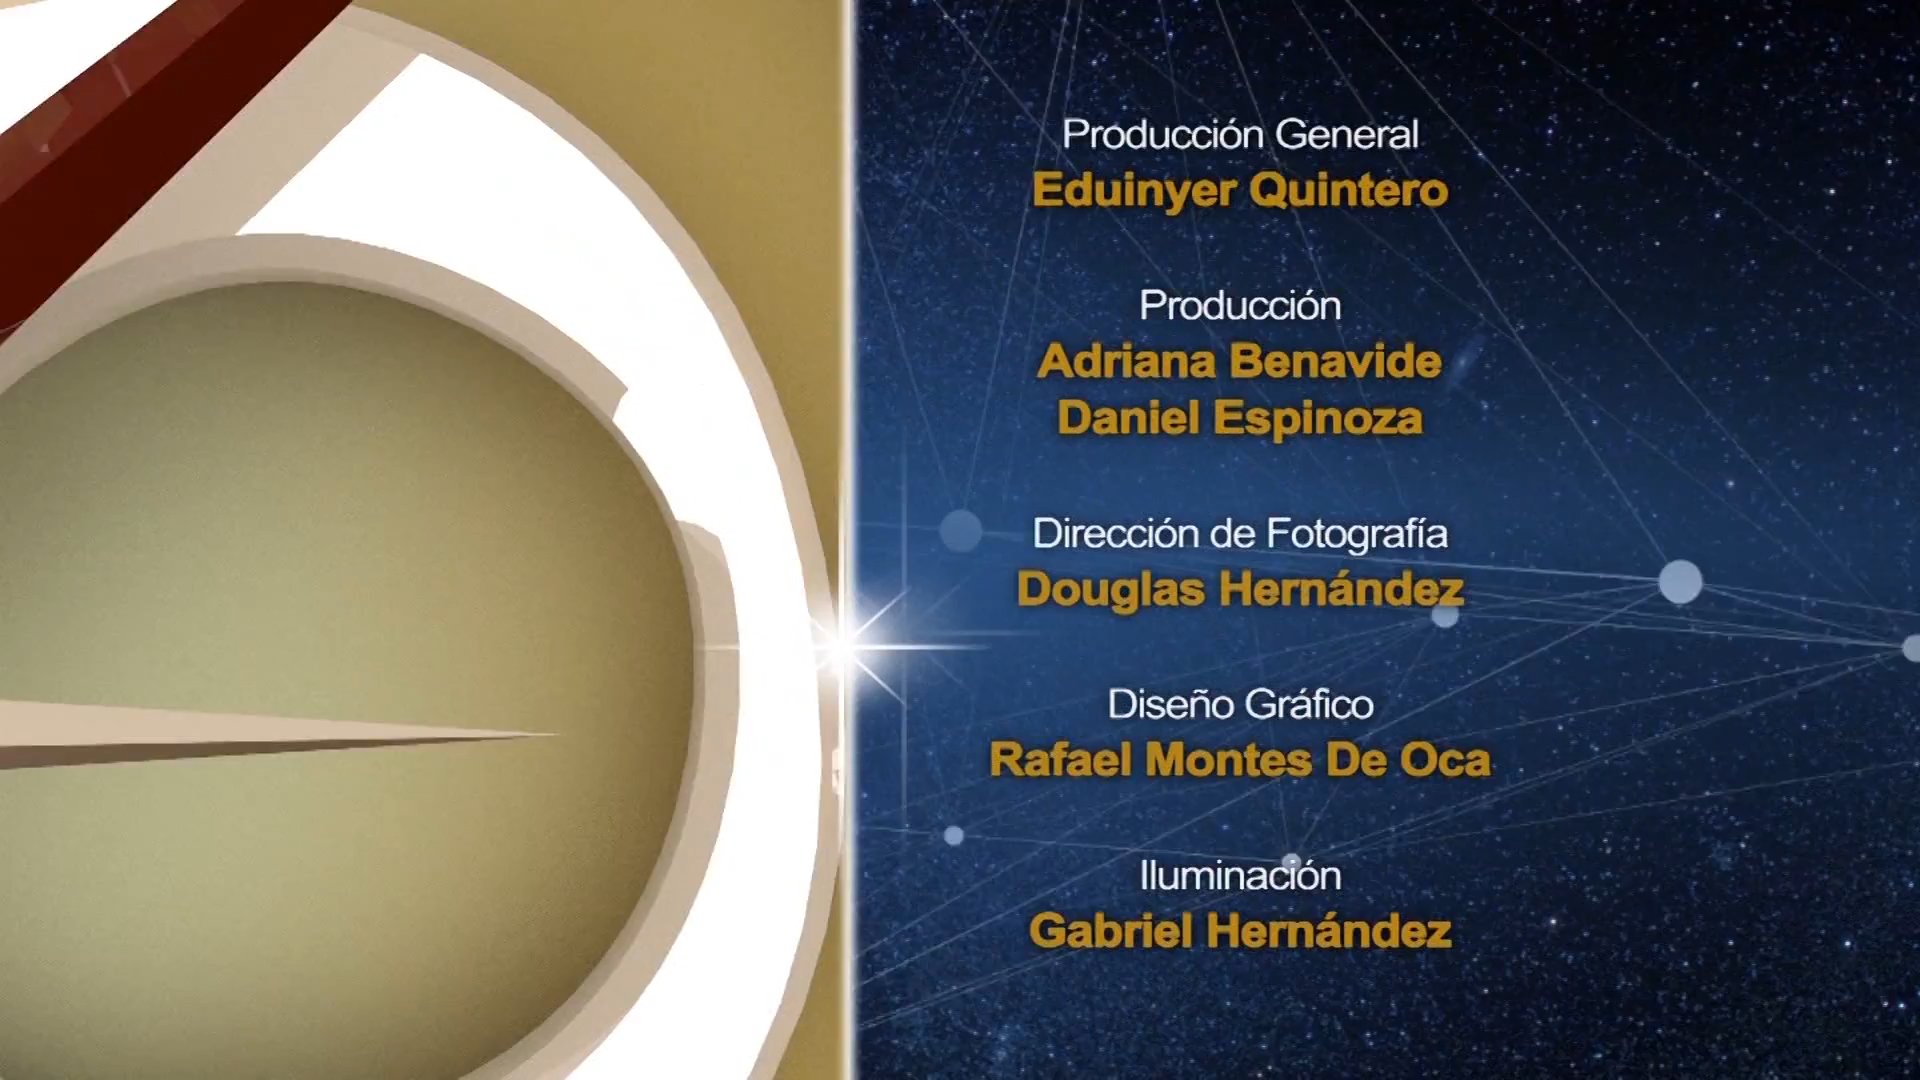 Producción General
Eduinyer Quintero
Producción
Adriana Benavide
Daniel Espinoza
Dirección de Fotografía
Douglas Hernández
Diseño Gráfico
Rafael Montes De Oca
Iluminación
Gabriel Hernández